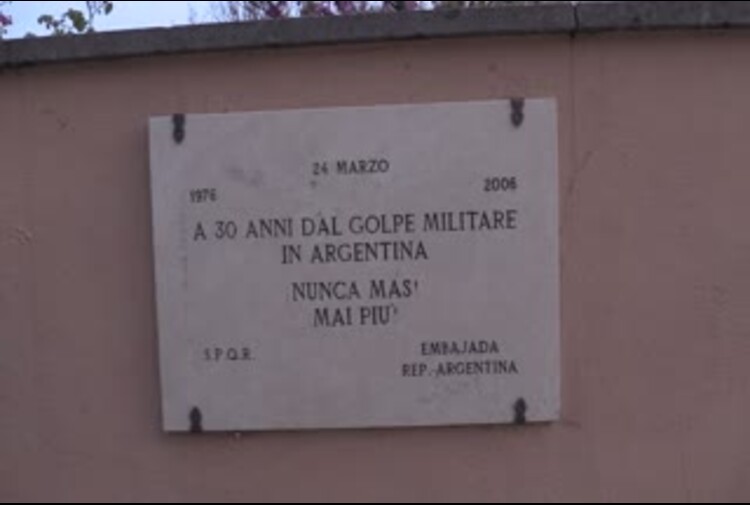 24 MARZO
1976 2006
A 30 ANNI DAL GOLPE MILITARE
IN ARGENTINA
NUNCA MAS'
MAI PIU'
S.P.Q.R. EMBAJADA
REP. ARGENTINA